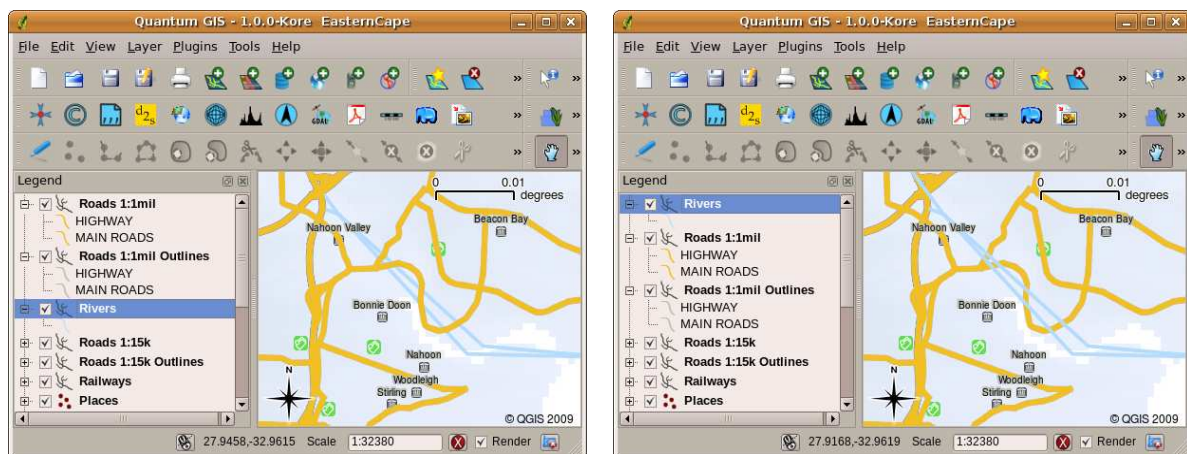 Quantum GIS - 1.0.0-Kore EasternCape
File Edit View Layer Plugins Tools Help
d2s
GDAL
Legend
Roads 1:1mil
HIGHWAY
MAIN ROADS
Roads 1:1mil Outlines
HIGHWAY
MAIN ROADS
Rivers
Roads 1:15k
Roads 1:15k Outlines
Railways
Places
0 0.01
degrees
Beacon Bay
Nahoon Valley
Bonnie Doon
Nahoon
Woodleigh
Stirling
N
© QGIS 2009
27.9458,-32.9615 Scale 1:32380 Render
Quantum GIS - 1.0.0-Kore EasternCape
File Edit View Layer Plugins Tools Help
d2s
GDAL
Legend
Rivers
Roads 1:1mil
HIGHWAY
MAIN ROADS
Roads 1:1mil Outlines
HIGHWAY
MAIN ROADS
Roads 1:15k
Roads 1:15k Outlines
Railways
Places
0 0.01
degrees
Beacon Bay
Nahoon Valley
Bonnie Doon
Nahoon
Woodleigh
Stirling
N
© QGIS 2009
27.9168,-32.9619 Scale 1:32380 Render